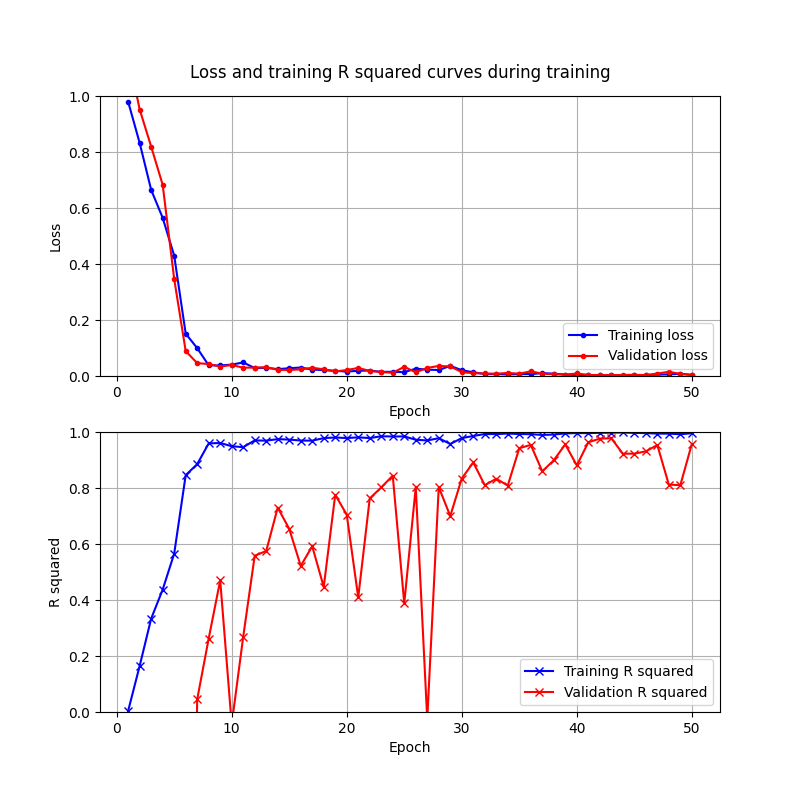 Loss and training R squared curves during training
1.0
0.8
0.6
0.4
0.2
0.0
Loss
Training loss
Validation loss
0 10 20 30 40 50
Epoch
1.0
0.8
0.6
0.4
0.2
0.0
R squared
Training R squared
Validation R squared
0 10 20 30 40 50
Epoch